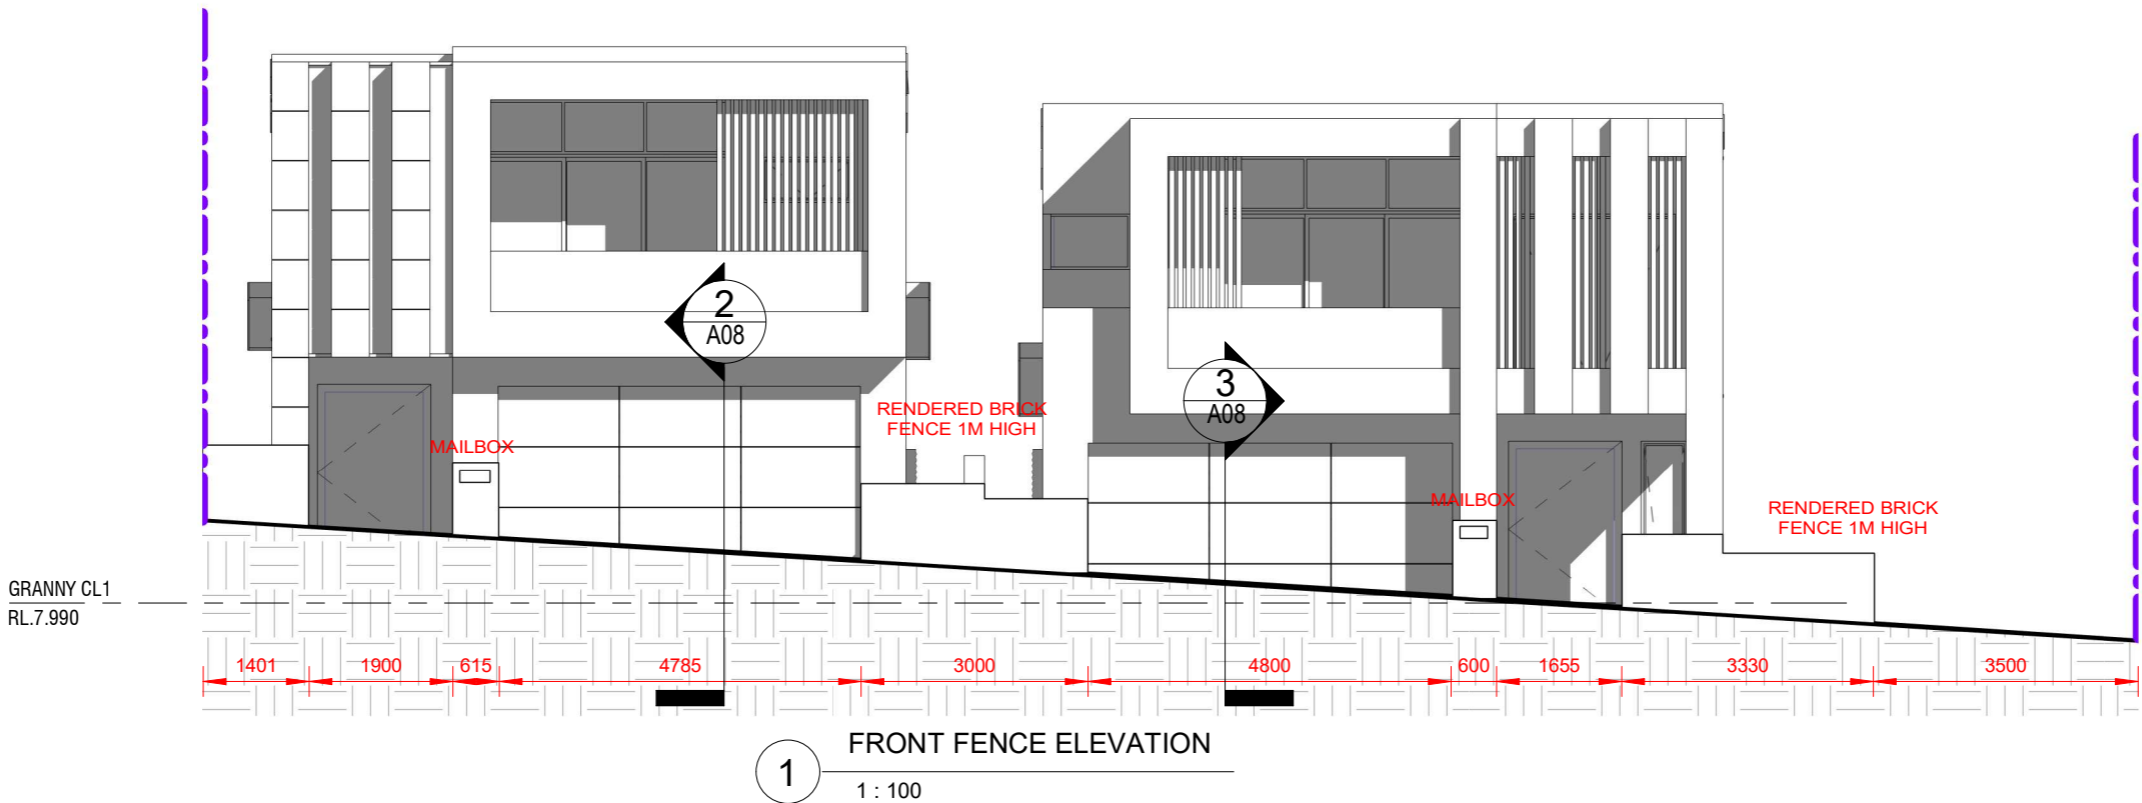 2
A08
3
A08
RENDERED BRICK
FENCE 1M HIGH
MAILBOX
MAILBOX
RENDERED BRICK
FENCE 1M HIGH
GRANNY CL1
RL.7.990
1401 1900 615 4785 3000 4800 600 1655 3330 3500
1 FRONT FENCE ELEVATION
1 : 100